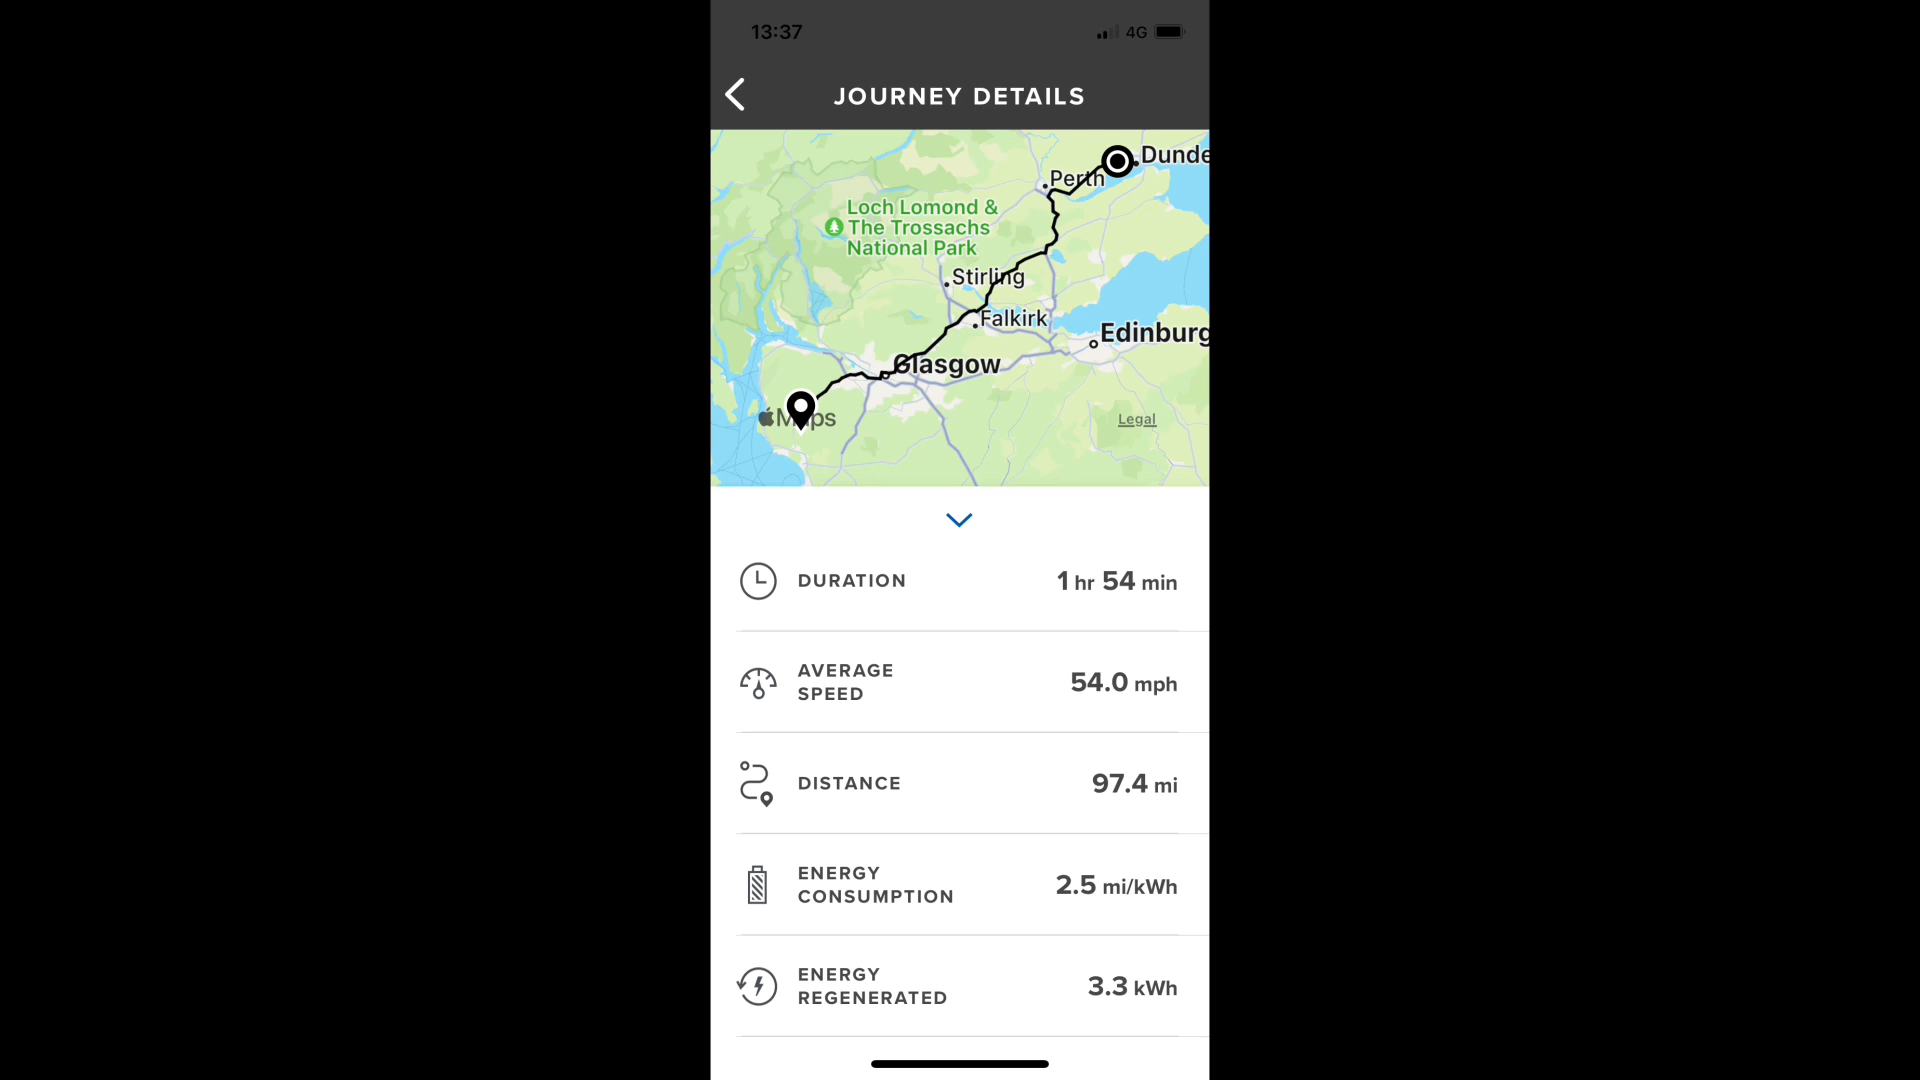 13:37
4G
JOURNEY DETAILS
Dunde
Perth
Loch Lomond &
The Trossachs
National Park
Stirling
Falkirk
Edinburg
Glasgow
Maps
Legal
DURATION
1 hr 54 min
AVERAGE
SPEED
54.0 mph
DISTANCE
97.4 mi
ENERGY
CONSUMPTION
2.5 mi/kWh
ENERGY
REGENERATED
3.3 kWh